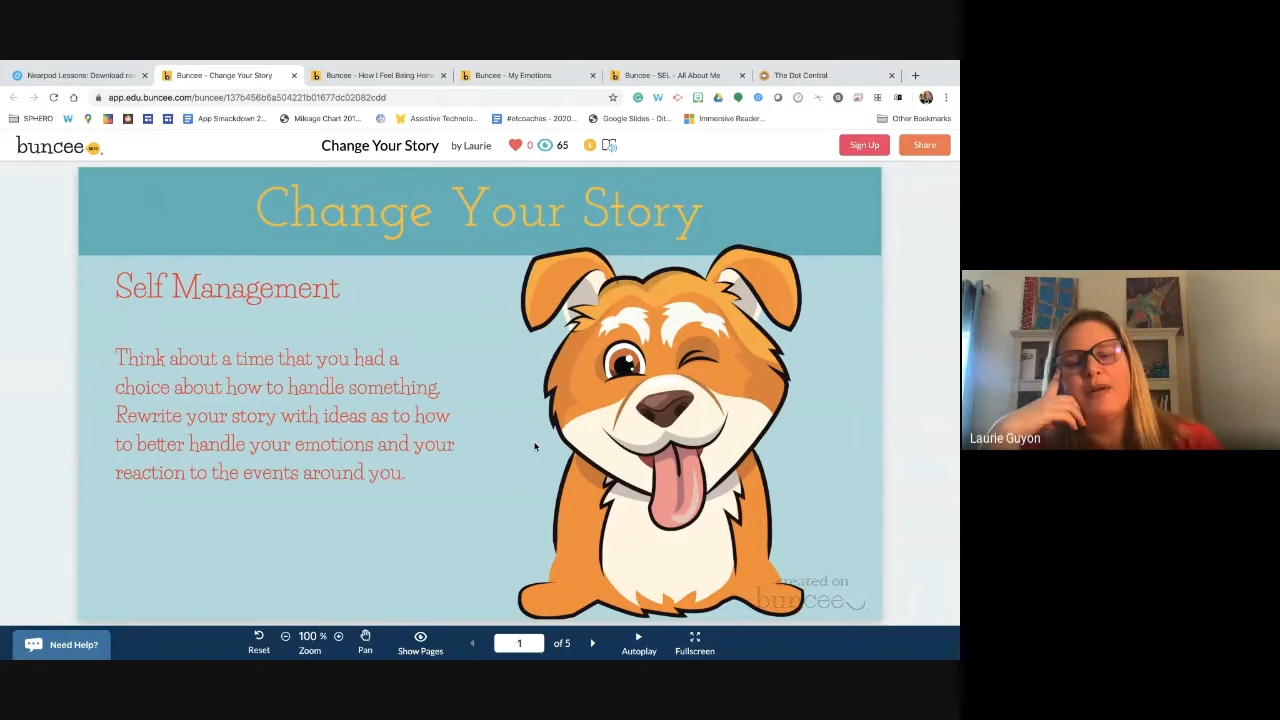 Nearpod Lessons: Download rea
Buncee - Change Your Story
Buncee - How I Feel Being Home
Buncee - My Emotions
Buncee - SEL - All About Me
The Dot Central
app.edu.buncee.com/buncee/137b456b6a504221b01677dc02082cdd
SPHERO
App Smackdown 2...
Mileage Chart 201...
Assistive Technolo...
#etcoaches - 2020...
Google Slides - Dit...
Immersive Reader...
Other Bookmarks
buncee
Change Your Story by Laurie
0
65
Sign Up
Share
Change Your Story
Self Management
Think about a time that you had a
choice about how to handle something.
Rewrite your story with ideas as to how
to better handle your emotions and your
reaction to the events around you.
created on
buncee
Laurie Guyon
Need Help?
Reset
100 %
Zoom
Pan
Show Pages
1
of 5
Autoplay
Fullscreen